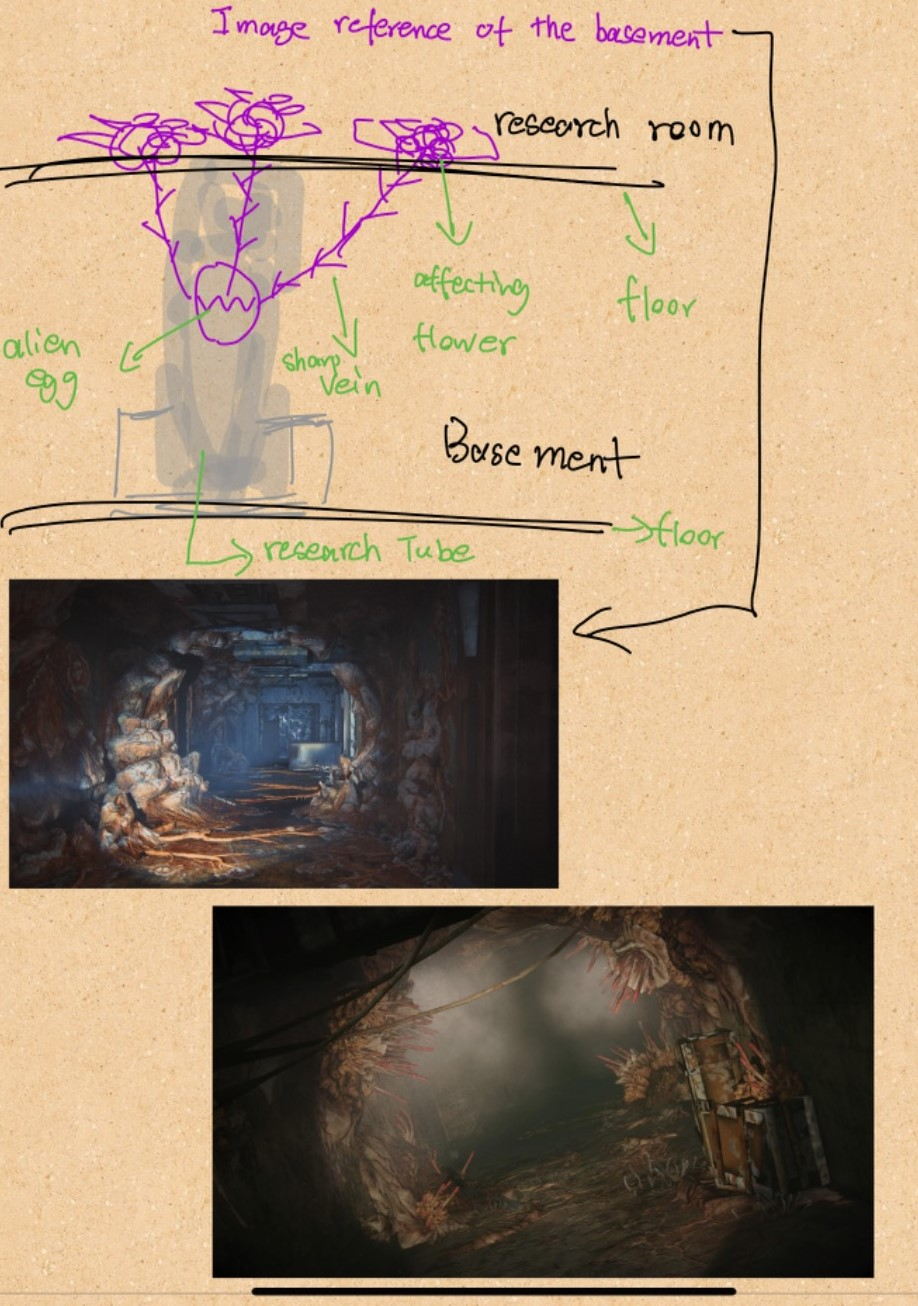 Image reference of the basement
research room
affecting
flower
floor
alien
egg
sharp
vein
Basement
floor
research Tube